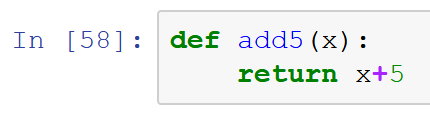 In [58]: def add5(x):
    return x+5